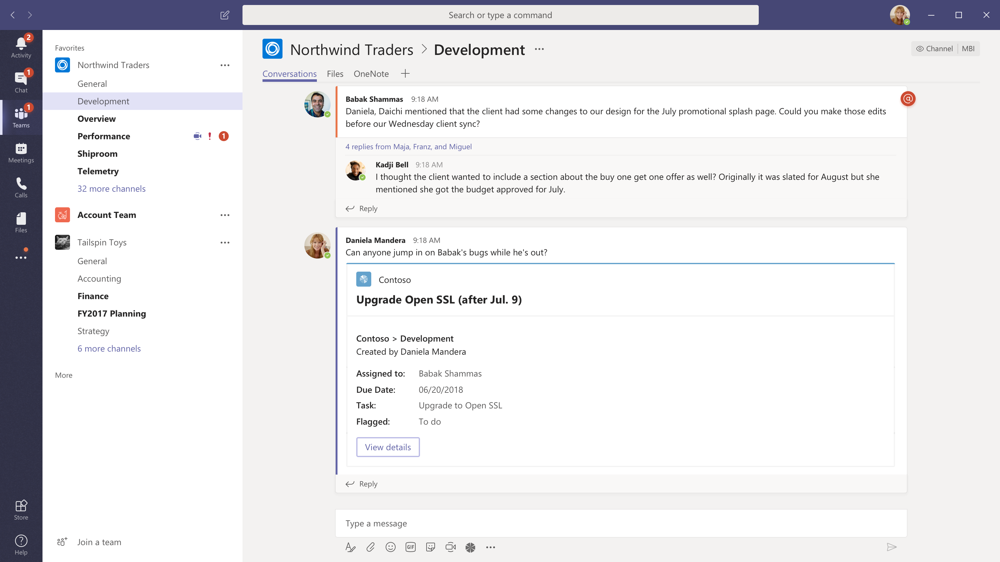 Search or type a command
2
Activity
1
Chat
1
Teams
Meetings
Calls
Files
Store
Help
Favorites
Northwind Traders
General
Development
Overview
Performance ! 1
Shiproom
Telemetry
32 more channels
Account Team
Tailspin Toys
General
Accounting
Finance
FY2017 Planning
Strategy
6 more channels
More
Join a team
Northwind Traders > Development
Channel | MBI
Conversations Files OneNote
Babak Shammas 9:18 AM
@
Daniela, Daichi mentioned that the client had some changes to our design for the July promotional splash page. Could you make those edits
before our Wednesday client sync?
4 replies from Maja, Franz, and Miguel
Kadji Bell 9:18 AM
I thought the client wanted to include a section about the buy one get one offer as well? Originally it was slated for August but she
mentioned she got the budget approved for July.
Reply
Daniela Mandera 9:18 AM
Can anyone jump in on Babak's bugs while he's out?
Contoso
Upgrade Open SSL (after Jul. 9)
Contoso > Development
Created by Daniela Mandera
Assigned to: Babak Shammas
Due Date: 06/20/2018
Task: Upgrade to Open SSL
Flagged: To do
View details
Reply
Type a message
GIF